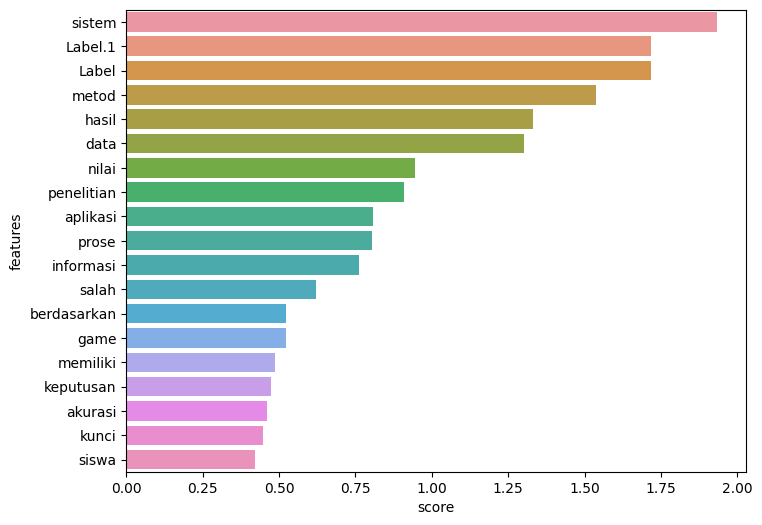 sistem
Label.1
Label
metod
hasil
data
nilai
penelitian
aplikasi
prose
informasi
salah
berdasarkan
game
memiliki
keputusan
akurasi
kunci
siswa
features
0.00 0.25 0.50 0.75 1.00 1.25 1.50 1.75 2.00
score